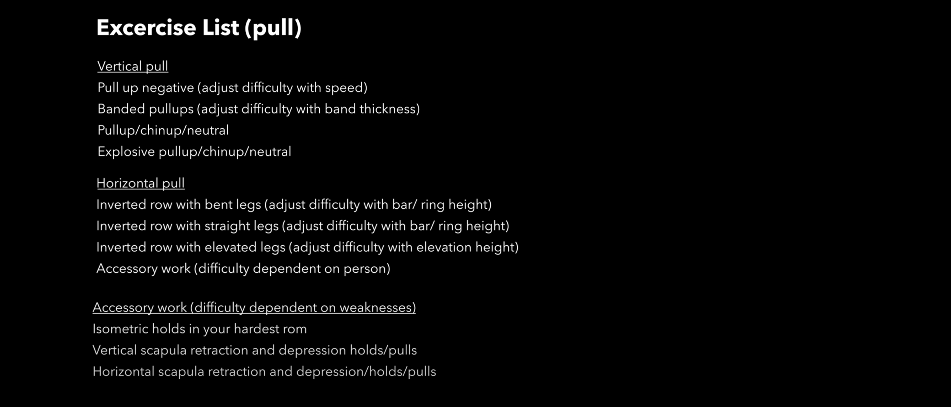 Excercise List (pull)
Vertical pull
Pull up negative (adjust difficulty with speed)
Banded pullups (adjust difficulty with band thickness)
Pullup/chinup/neutral
Explosive pullup/chinup/neutral
Horizontal pull
Inverted row with bent legs (adjust difficulty with bar/ ring height)
Inverted row with straight legs (adjust difficulty with bar/ ring height)
Inverted row with elevated legs (adjust difficulty with elevation height)
Accessory work (difficulty dependent on person)
Accessory work (difficulty dependent on weaknesses)
Isometric holds in your hardest rom
Vertical scapula retraction and depression holds/pulls
Horizontal scapula retraction and depression/holds/pulls